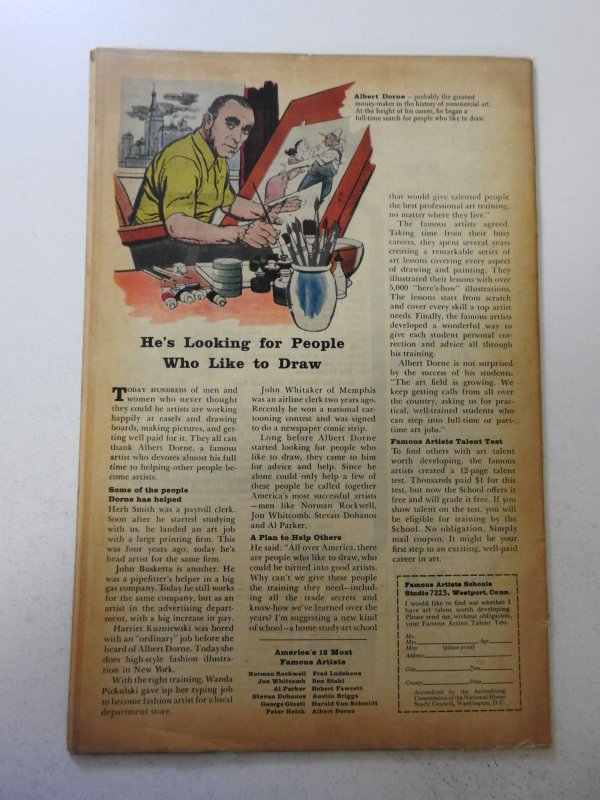 Albert Dorne — probably the greatest
money-maker in the history of commercial art.
At the height of his career, he began a
full-time search for people who like to draw.
He's Looking for People
Who Like to Draw
TODAY HUNDREDS of men and
women who never thought
they could be artists are working
happily at easels and drawing
boards, making pictures, and get-
ting well paid for it. They all can
thank Albert Dorne, a famous
artist who devotes almost his full
time to helping other people be-
come artists.
Some of the people
Dorne has helped
Herb Smith was a payroll clerk.
Soon after he started studying
with us, he landed an art job
with a large printing firm. This
was four years ago: today he's
head artist for the same firm.
John Busketta is another. He
was a pipefitter's helper in a big
gas company. Today he still works
for the same company, but as an
artist in the advertising depart-
ment, with a big increase in pay.
Harriet Kuzniewski was bored
with an "ordinary" job before she
heard of Albert Dorne. Today she
does high-style fashion illustra-
tion in New York.
With the right training, Wanda
Pickulski gave up her typing job
to become fashion artist for a local
department store.
John Whitaker of Memphis
was an airline clerk two years ago.
Recently he won a national car-
tooning contest and was signed
to do a newspaper comic strip.
Long before Albert Dorne
started looking for people who
like to draw, they came to him
for advice and help. Since he
alone could only help a few of
these people he called together
America's most successful artists
—men like Norman Rockwell,
Jon Whitcomb, Stevan Dohanos
and Al Parker.
A Plan to Help Others
He said: "All over America, there
are people who like to draw, who
could be turned into good artists.
Why can't we give these people
the training they need—includ-
ing all the trade secrets and
know-how we've learned over the
years? I'm suggesting a new kind
of school—a home-study art school
America's 12 Most
Famous Artists
Norman Rockwell Fred Ludekens
Jon Whitcomb Ben Stahl
Al Parker Robert Fawcett
Stevan Dohanos Austin Briggs
George Giusti Harold Von Schmidt
Peter Helck Albert Dorne
that would give talented people
the best professional art training,
no matter where they live."
The famous artists agreed.
Taking time from their busy
careers, they spent several years
creating a remarkable series of
art lessons covering every aspect
of drawing and painting. They
illustrated their lessons with over
5,000 "here's-how" illustrations.
The lessons start from scratch
and cover every skill a top artist
needs. Finally, the famous artists
developed a wonderful way to
give each student personal cor-
rection and advice all through
his training.
Albert Dorne is not surprised
by the success of his students.
"The art field is growing. We
keep getting calls from all over
the country, asking us for prac-
tical, well-trained students who
can step into full-time or part-
time art jobs."
Famous Artists Talent Test
To find others with art talent
worth developing, the famous
artists created a 12-page talent
test. Thousands paid $1 for this
test, but now the School offers it
free and will grade it free. If you
show talent on the test, you will
be eligible for training by the
School. No obligation. Simply
mail coupon. It might be your
first step to an exciting, well-paid
career in art.
Famous Artists Schools
Studio 7223, Westport, Conn.
I would like to find out whether I
have art talent worth developing.
Please send me, without obligation,
your Famous Artists Talent Test.
Mr.
Mrs. Age
Miss (please print)
Address
City Zone
County State
Accredited by the Accrediting
Commission of the National Home
Study Council, Washington, D.C.